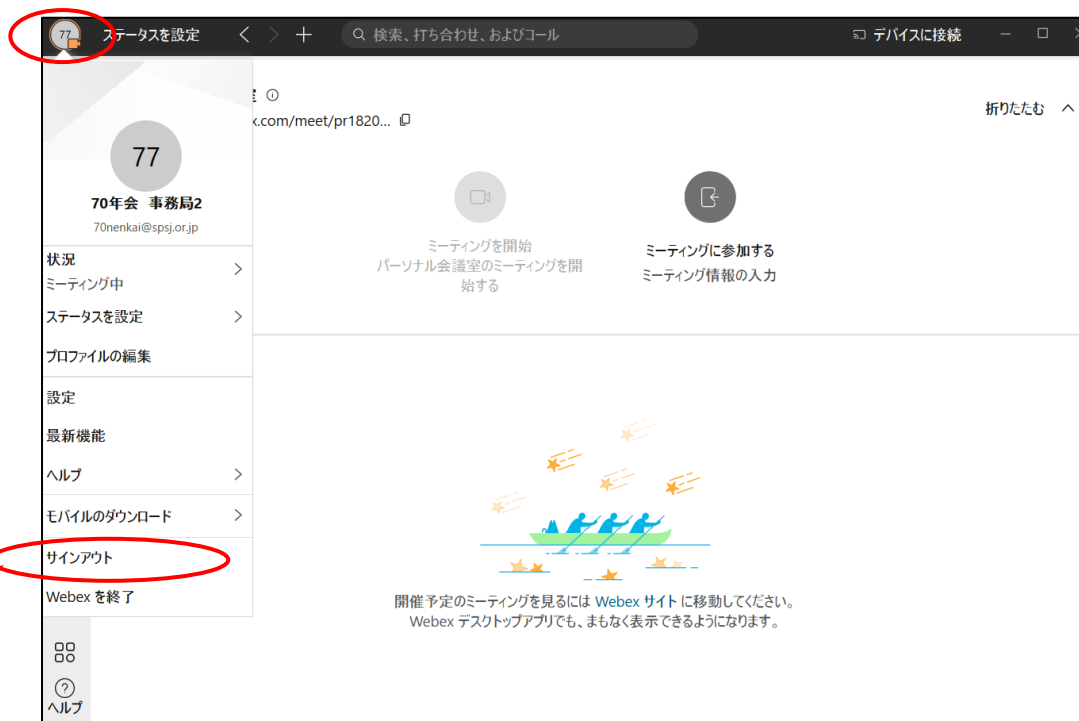 77 ステータスを設定 検索、打ち合わせ、およびコール デバイスに接続
x.com/meet/pr1820...
折りたたむ
77
70年会 事務局2
70nenkai@spsj.or.jp
状況
ミーティング中
ステータスを設定
プロファイルの編集
設定
最新機能
ヘルプ
モバイルのダウンロード
サインアウト
Webex を終了
ヘルプ
ミーティングを開始
パーソナル会議室のミーティングを開
始する
ミーティングに参加する
ミーティング情報の入力
開催予定のミーティングを見るには Webex サイト に移動してください。
Webex デスクトップアプリでも、まもなく表示できるようになります。